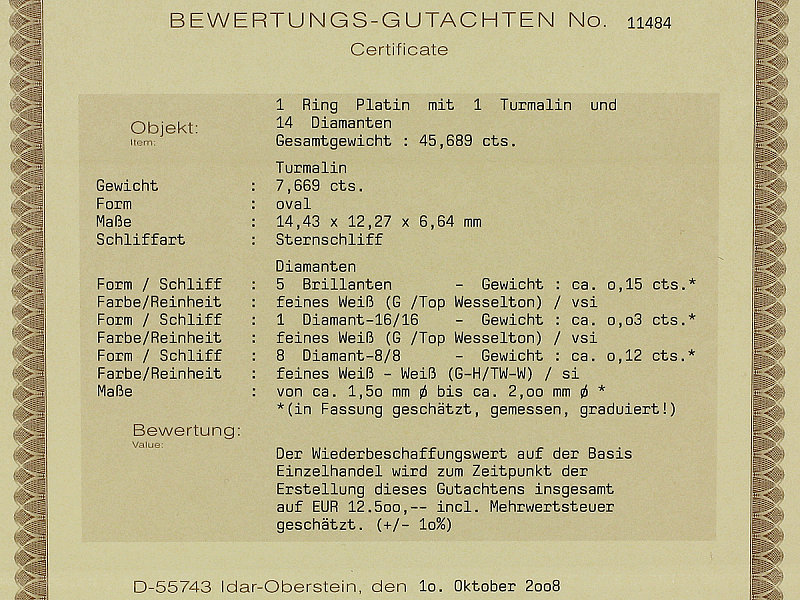 BEWERTUNGS-GUTACHTEN No. 11484
Certificate
Objekt:
Item:
1 Ring Platin mit 1 Turmalin und
14 Diamanten
Gesamtgewicht : 45,689 cts.
Turmalin
Gewicht : 7,669 cts.
Form : oval
Maße : 14,43 x 12,27 x 6,64 mm
Schliffart : Sternschliff
Diamanten
Form / Schliff : 5 Brillanten – Gewicht : ca. o,15 cts.*
Farbe/Reinheit : feines Weiß (G /Top Wesselton) / vsi
Form / Schliff : 1 Diamant–16/16 – Gewicht : ca. o,o3 cts.*
Farbe/Reinheit : feines Weiß (G /Top Wesselton) / vsi
Form / Schliff : 8 Diamant–8/8 – Gewicht : ca. o,12 cts.*
Farbe/Reinheit : feines Weiß – Weiß (G–H/TW–W) / si
Maße : von ca. 1,5o mm ø bis ca. 2,oo mm ø *
*(in Fassung geschätzt, gemessen, graduiert!)
Bewertung:
Value:
Der Wiederbeschaffungswert auf der Basis
Einzelhandel wird zum Zeitpunkt der
Erstellung dieses Gutachtens insgesamt
auf EUR 12.5oo,–– incl. Mehrwertsteuer
geschätzt. (+/– 1o%)
D-55743 Idar-Oberstein, den 1o. Oktober 2oo8